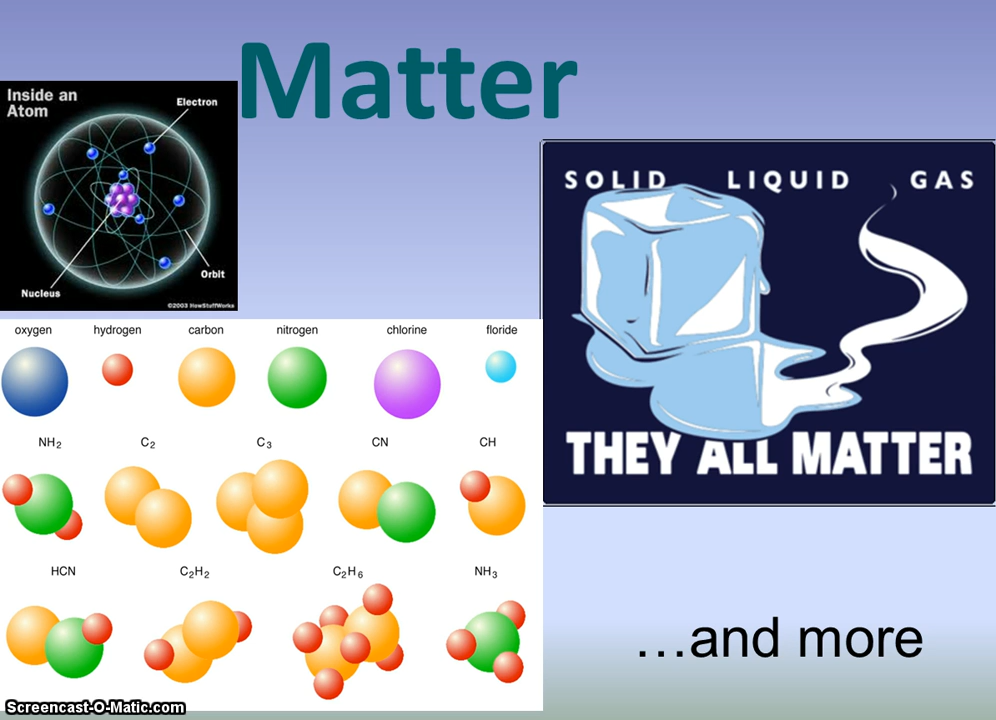 Matter
Inside an
Atom
Electron
Orbit
Nucleus
©2003 HowStuffWorks
SOLID LIQUID GAS
THEY ALL MATTER
oxygen hydrogen carbon nitrogen chlorine floride
NH₂ C₂ C₃ CN CH
HCN C₂H₂ C₂H₆ NH₃
...and more
Screencast-O-Matic.com